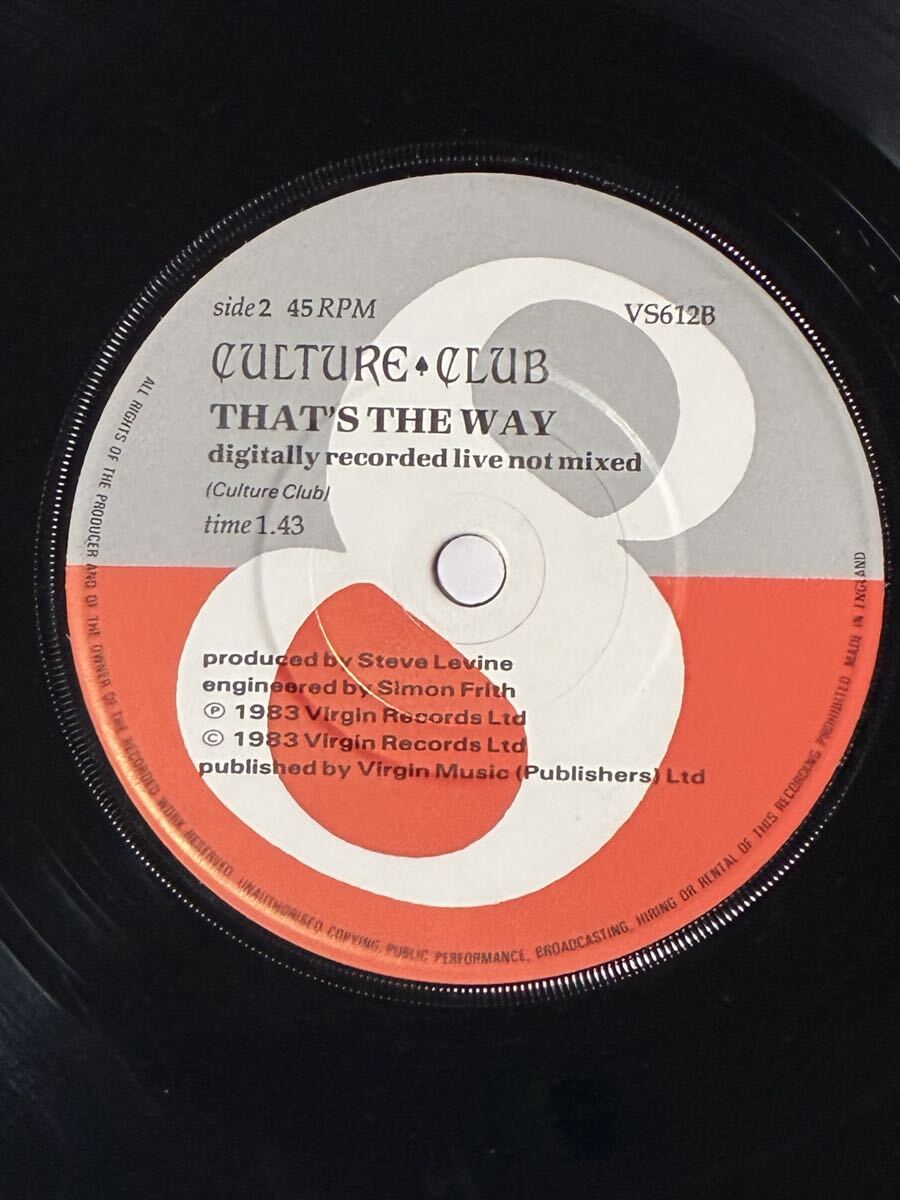 side 2 45 RPM
VS612B
CULTURE♠CLUB
THAT'S THE WAY
digitally recorded live not mixed
(Culture Club)
time 1.43
produced by Steve Levine
engineered by Simon Frith
℗ 1983 Virgin Records Ltd
© 1983 Virgin Records Ltd
published by Virgin Music (Publishers) Ltd
ALL RIGHTS OF THE PRODUCER AND OF THE OWNER OF THE RECORDED WORK RESERVED. UNAUTHORISED COPYING, PUBLIC PERFORMANCE, BROADCASTING, HIRING OR RENTAL OF THIS RECORDING PROHIBITED MADE IN ENGLAND